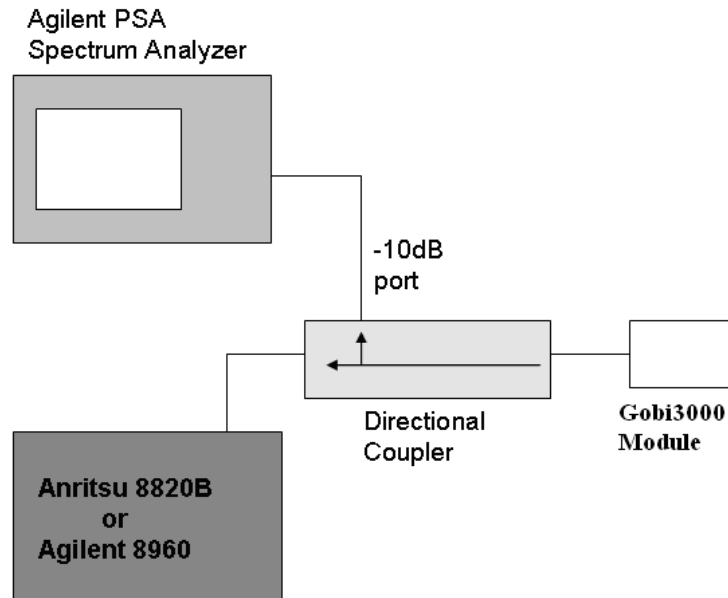 Agilent PSA
Spectrum Analyzer
-10dB
port
Directional
Coupler
Gobi3000
Module
Anritsu 8820B
or
Agilent 8960